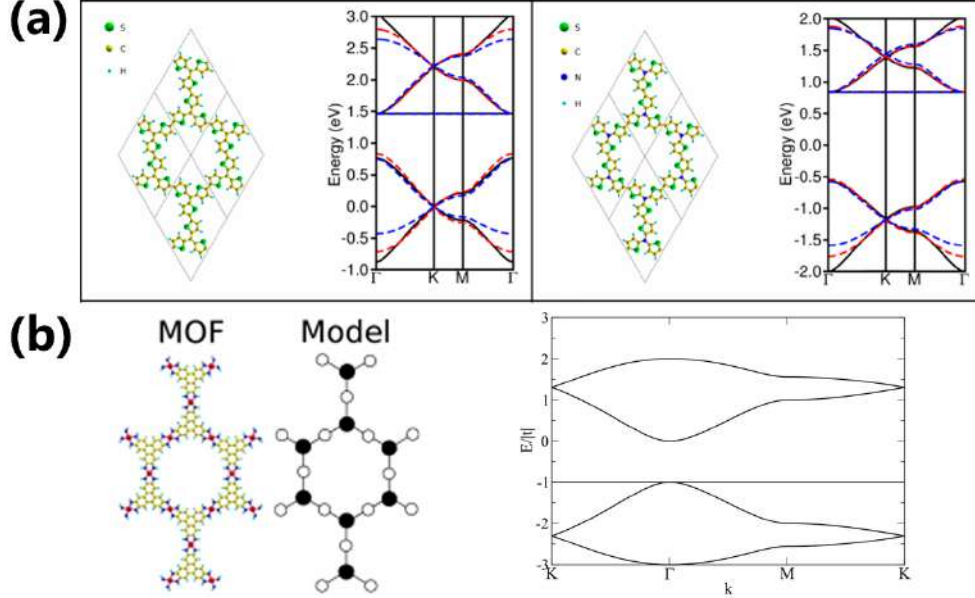 (a)
S
C
H
Energy (eV)
3.0
2.5
2.0
1.5
1.0
0.5
0.0
-0.5
-1.0
Γ K M Γ
S
C
N
H
Energy (eV)
2.0
1.5
1.0
0.5
0.0
-0.5
-1.0
-1.5
-2.0
Γ K M Γ
(b)
MOF Model
E/|t|
3
2
1
0
-1
-2
-3
K Γ M K
k